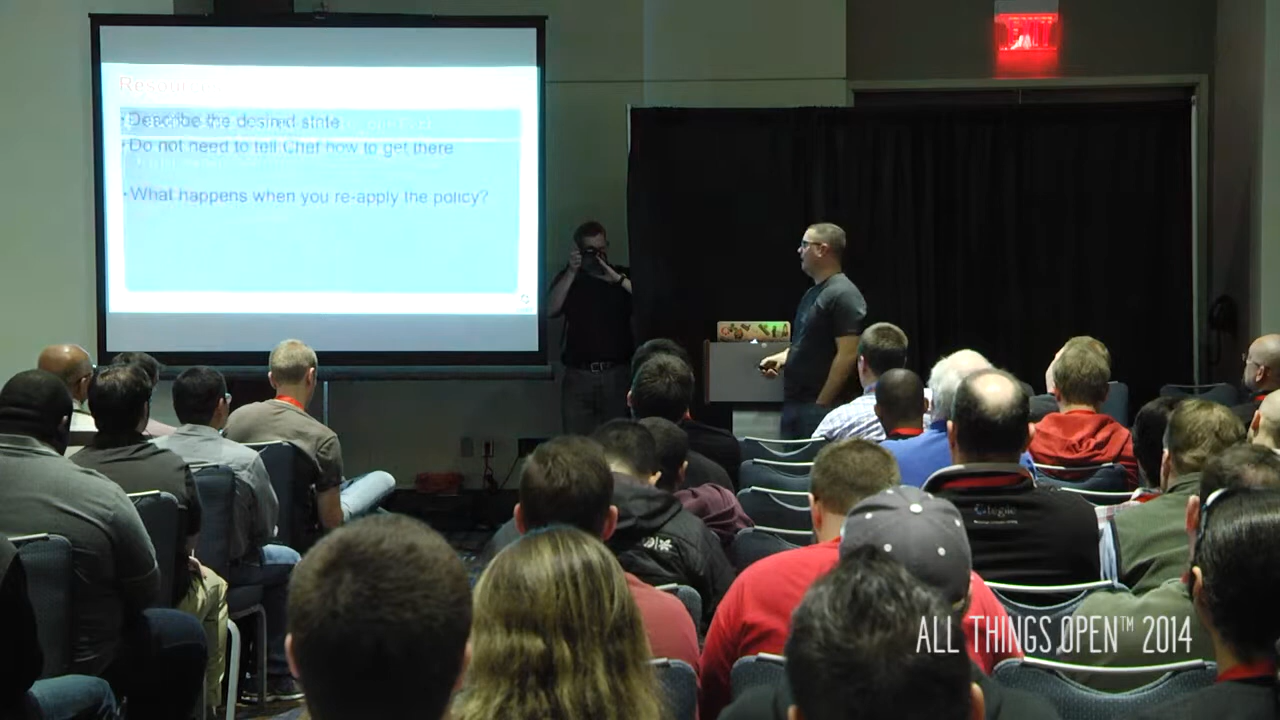 Resources
Describe the desired state
Do not need to tell Chef how to get there
What happens when you re-apply the policy?
tegile
ALL THINGS OPEN™ 2014